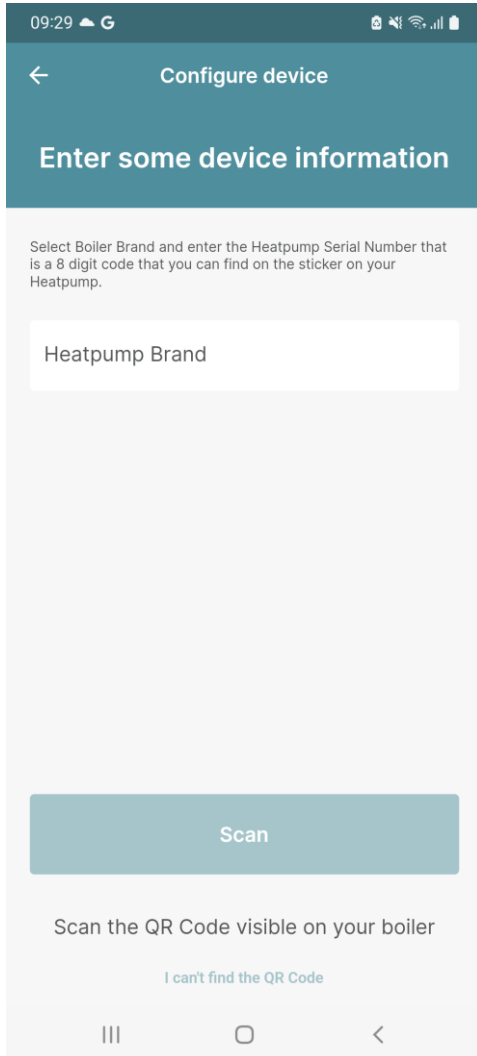 09:29 G
Configure device
Enter some device information
Select Boiler Brand and enter the Heatpump Serial Number that
is a 8 digit code that you can find on the sticker on your
Heatpump.
Heatpump Brand
Scan
Scan the QR Code visible on your boiler
I can't find the QR Code